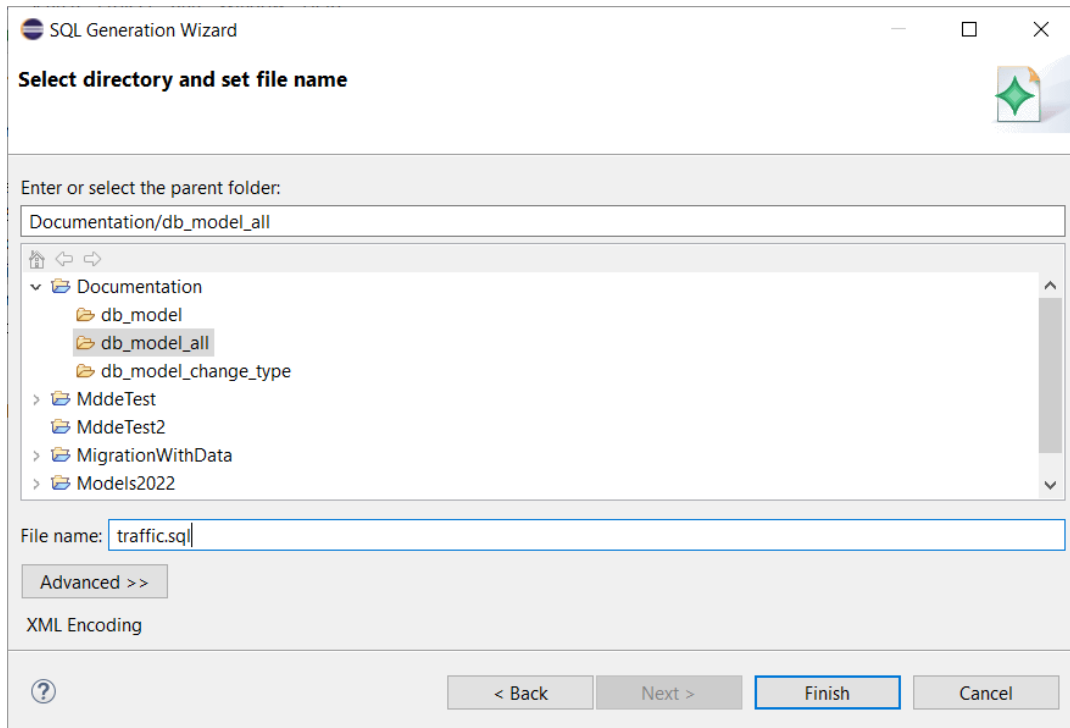 SQL Generation Wizard
Select directory and set file name
Enter or select the parent folder:
Documentation/db_model_all
Documentation
db_model
db_model_all
db_model_change_type
MddeTest
MddeTest2
MigrationWithData
Models2022
File name: traffic.sql
Advanced >>
XML Encoding
? < Back Next > Finish Cancel